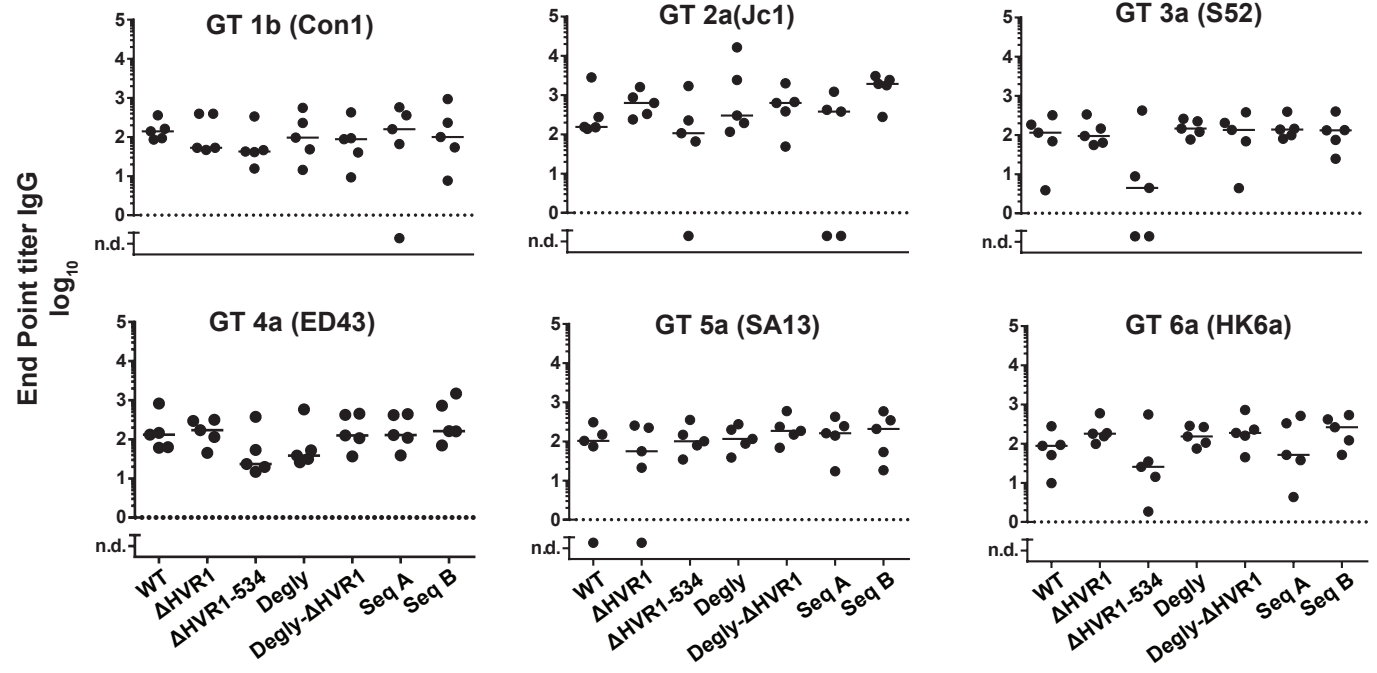 End Point titer IgG
log10
GT 1b (Con1)
5
4
3
2
1
0
n.d.
GT 2a(Jc1)
5
4
3
2
1
0
n.d.
GT 3a (S52)
5
4
3
2
1
0
n.d.
GT 4a (ED43)
5
4
3
2
1
0
n.d.
WT
ΔHVR1
ΔHVR1-534
Degly
Degly-ΔHVR1
Seq A
Seq B
GT 5a (SA13)
5
4
3
2
1
0
n.d.
WT
ΔHVR1
ΔHVR1-534
Degly
Degly-ΔHVR1
Seq A
Seq B
GT 6a (HK6a)
5
4
3
2
1
0
n.d.
WT
ΔHVR1
ΔHVR1-534
Degly
Degly-ΔHVR1
Seq A
Seq B